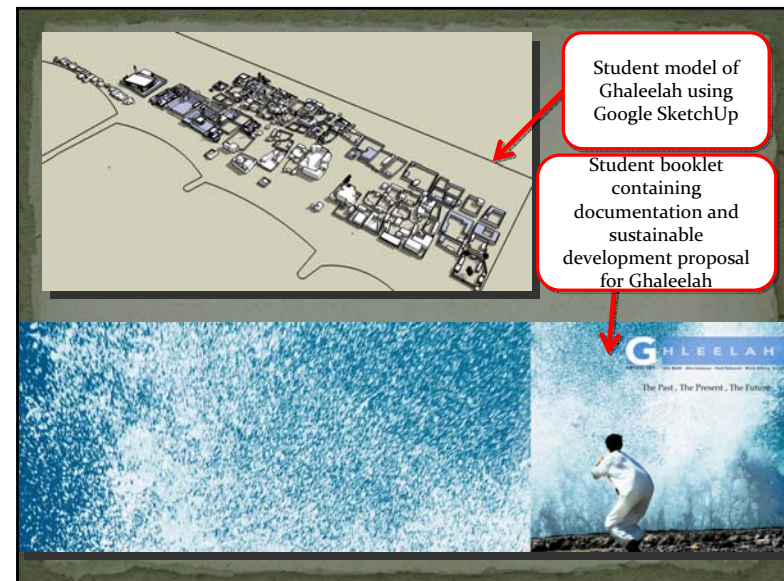 Student model of
Ghaleelah using
Google SketchUp
Student booklet
containing
documentation and
sustainable
development proposal
for Ghaleelah
GHLEELAH
The Past , The Present , The Future